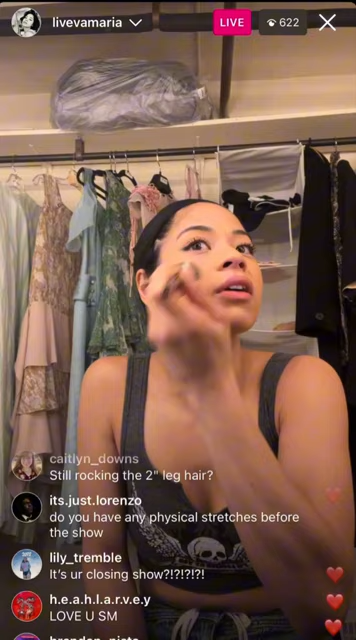 livevamaria
LIVE
622
caitlyn_downs
Still rocking the 2" leg hair?
its.just.lorenzo
do you have any physical stretches before
the show
lily_tremble
It's ur closing show?!?!?!?!
h.e.a.h.l.a.r.v.e.y
LOVE U SM